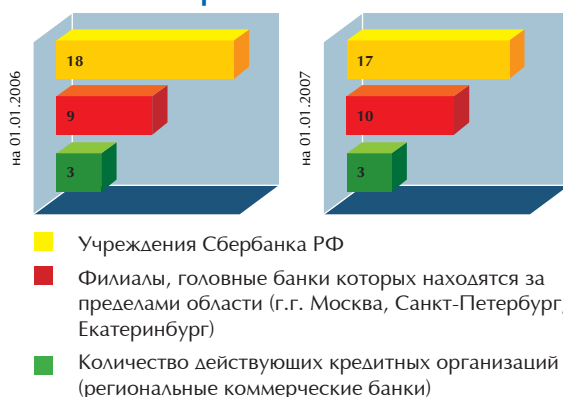 на 01.01.2006
18
9
3
на 01.01.2007
17
10
3
Учреждения Сбербанка РФ
Филиалы, головные банки которых находятся за
пределами области (г.г. Москва, Санкт-Петербург,
Екатеринбург)
Количество действующих кредитных организаций
(региональные коммерческие банки)